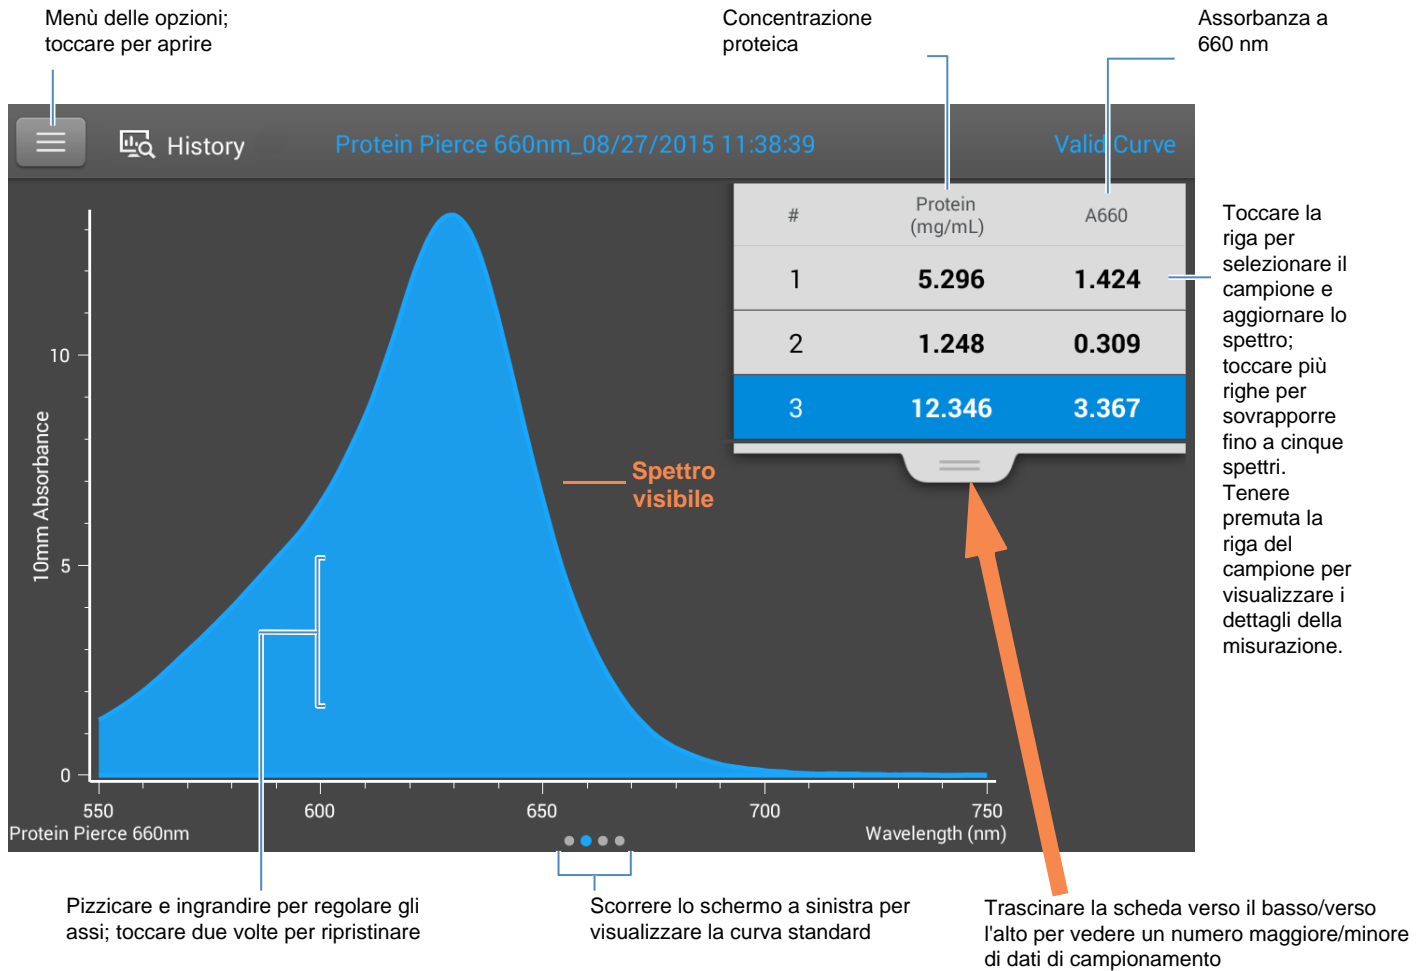 Menù delle opzioni;
toccare per aprire
Concentrazione
proteica
Assorbanza a
660 nm
History
Protein Pierce 660nm_08/27/2015 11:38:39
Valid Curve
# Protein (mg/mL) A660
1 5.296 1.424
2 1.248 0.309
3 12.346 3.367
Toccare la
riga per
selezionare il
campione e
aggiornare lo
spettro;
toccare più
righe per
sovrapporre
fino a cinque
spettri.
Tenere
premuta la
riga del
campione per
visualizzare i
dettagli della
misurazione.
10mm Absorbance
10
5
0
Spettro
visibile
550 600 650 700 750
Protein Pierce 660nm
Wavelength (nm)
Pizzicare e ingrandire per regolare gli
assi; toccare due volte per ripristinare
Scorrere lo schermo a sinistra per
visualizzare la curva standard
Trascinare la scheda verso il basso/verso
l'alto per vedere un numero maggiore/minore
di dati di campionamento